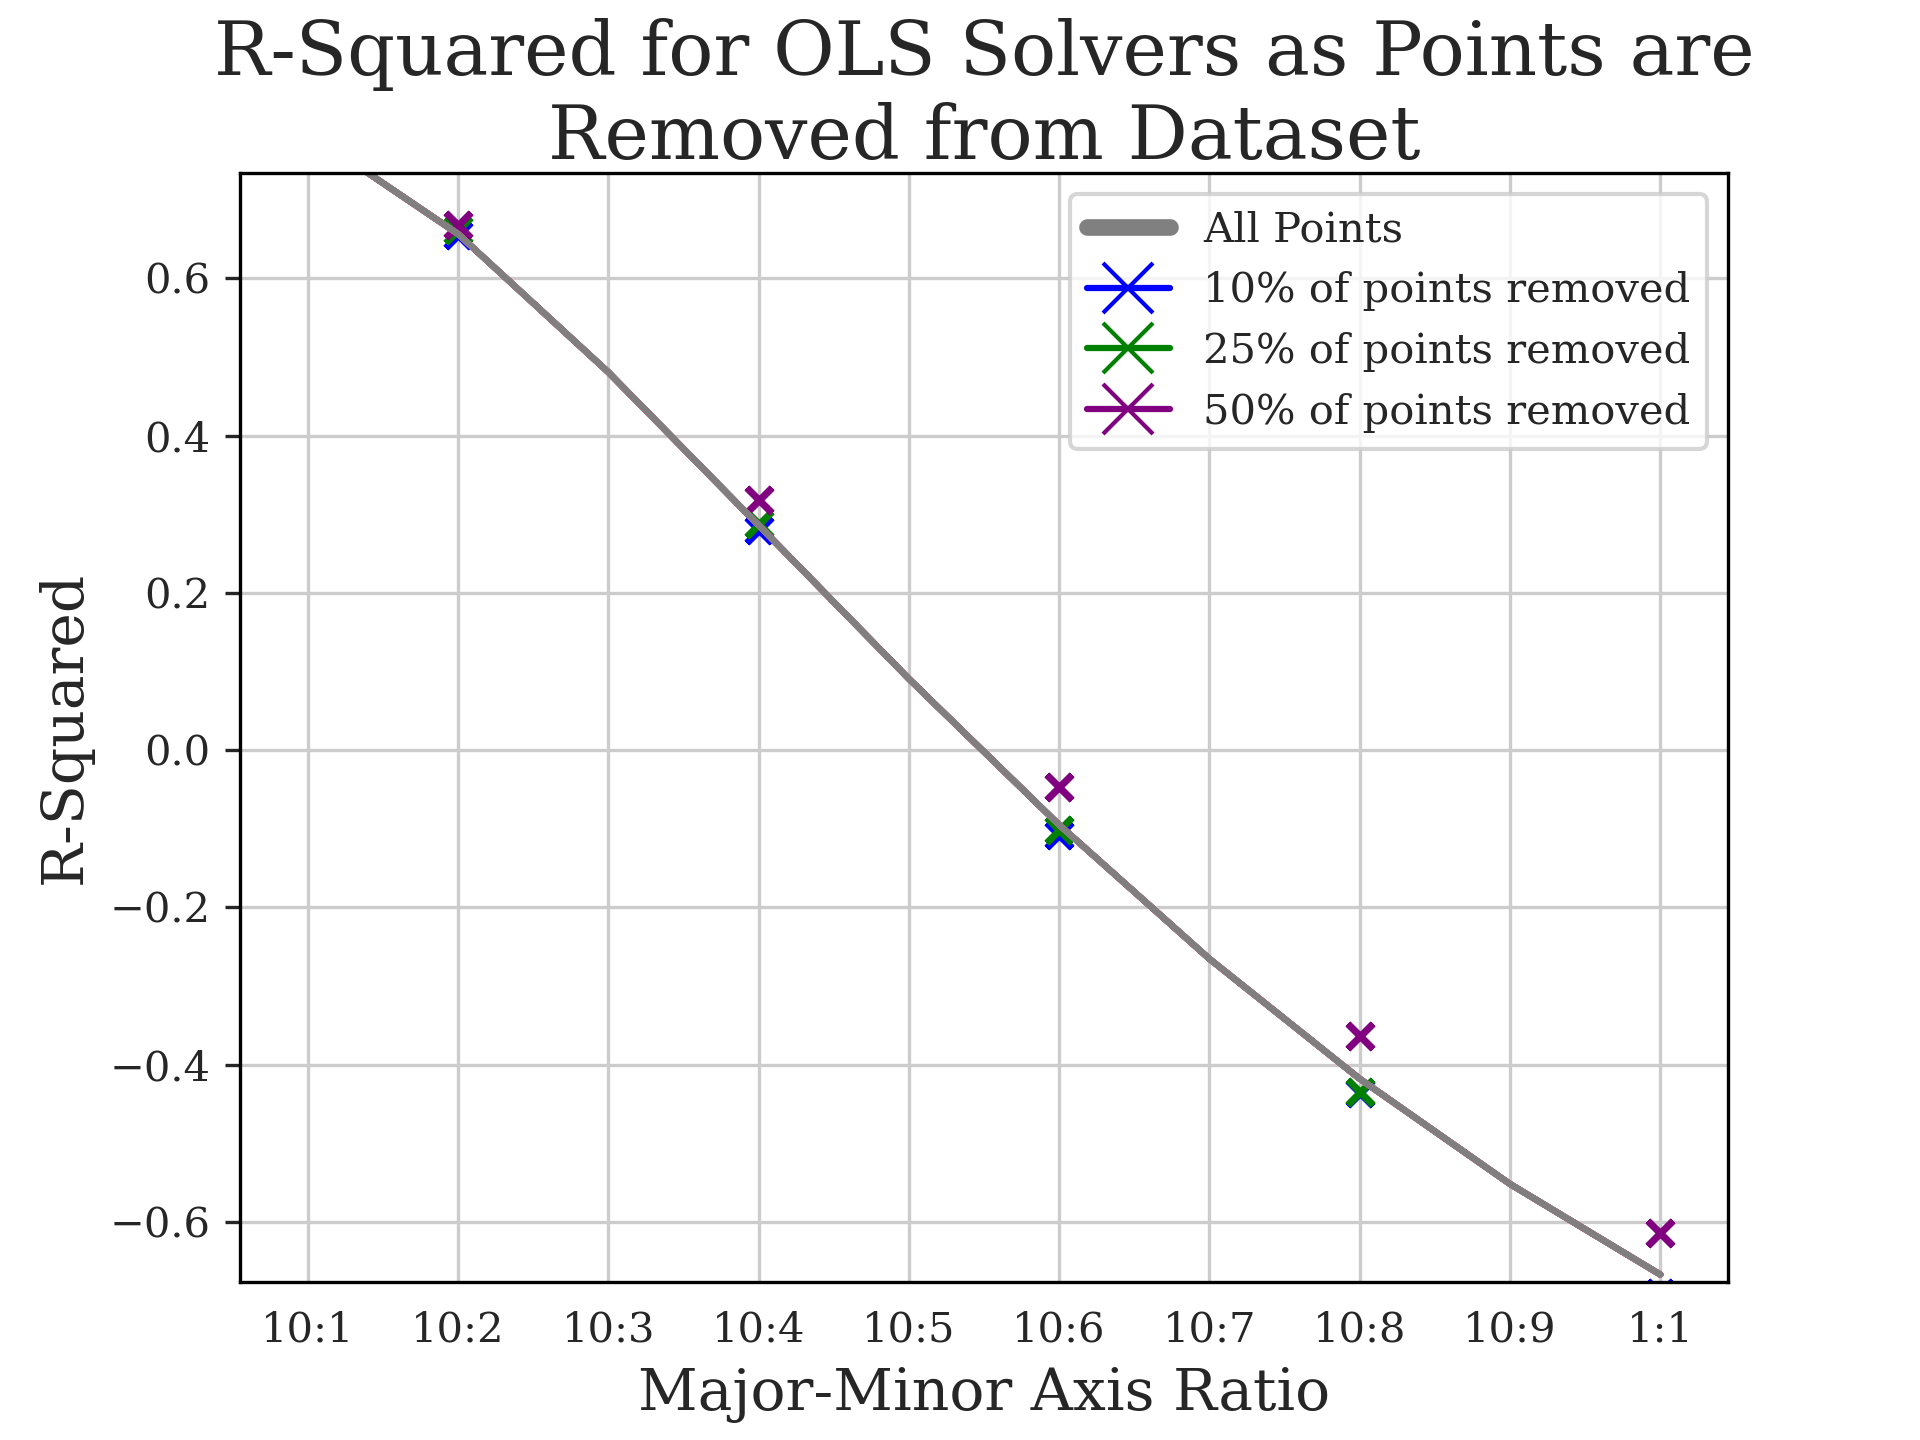 R-Squared for OLS Solvers as Points are
Removed from Dataset
All Points
10% of points removed
25% of points removed
50% of points removed
R-Squared
0.6
0.4
0.2
0.0
−0.2
−0.4
−0.6
10:1 10:2 10:3 10:4 10:5 10:6 10:7 10:8 10:9 1:1
Major-Minor Axis Ratio